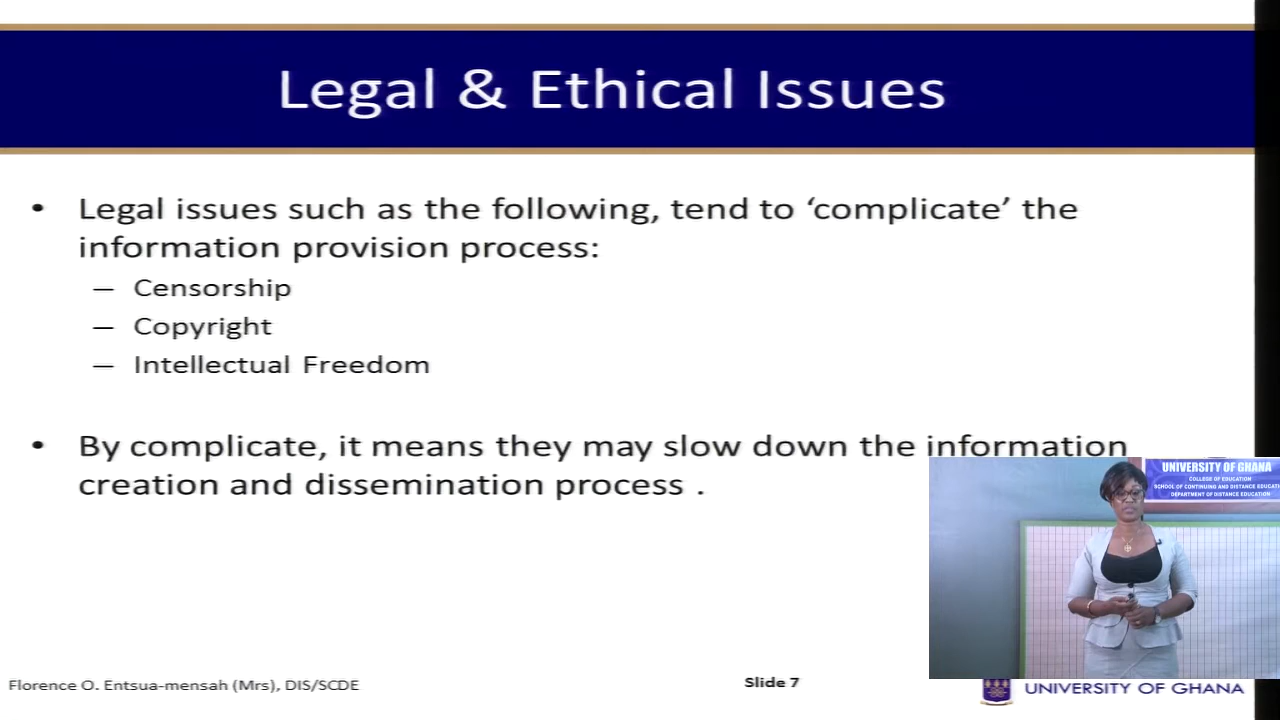 Legal & Ethical Issues
• Legal issues such as the following, tend to ‘complicate’ the
information provision process:
– Censorship
– Copyright
– Intellectual Freedom
• By complicate, it means they may slow down the information
creation and dissemination process .
UNIVERSITY OF GHANA
COLLEGE OF EDUCATION
SCHOOL OF CONTINUING AND DISTANCE EDUCATI
DEPARTMENT OF DISTANCE EDUCATION
Florence O. Entsua-mensah (Mrs), DIS/SCDE
Slide 7
UNIVERSITY OF GHANA